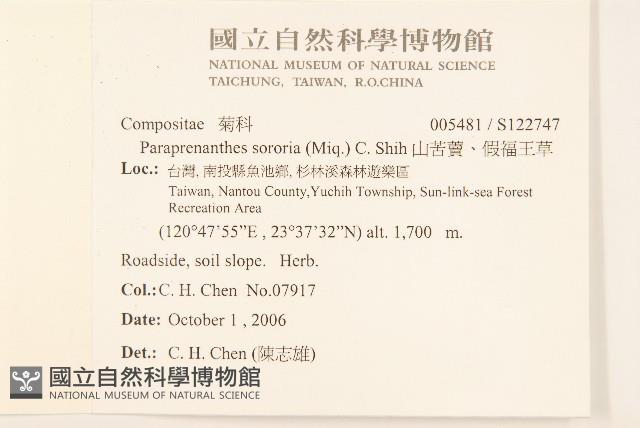 國立自然科學博物館
NATIONAL MUSEUM OF NATURAL SCIENCE
TAICHUNG, TAIWAN, R.O.CHINA
Compositae 菊科 005481 / S122747
Paraprenanthes sororia (Miq.) C. Shih 山苦藚、假福王草
Loc.: 台灣, 南投縣魚池鄉, 杉林溪森林遊樂區
Taiwan, Nantou County,Yuchih Township, Sun-link-sea Forest
Recreation Area
(120°47'55”E , 23°37'32”N) alt. 1,700 m.
Roadside, soil slope. Herb.
Col.: C. H. Chen No.07917
Date: October 1 , 2006
Det.: C. H. Chen (陳志雄)
國立自然科學博物館
NATIONAL MUSEUM OF NATURAL SCIENCE